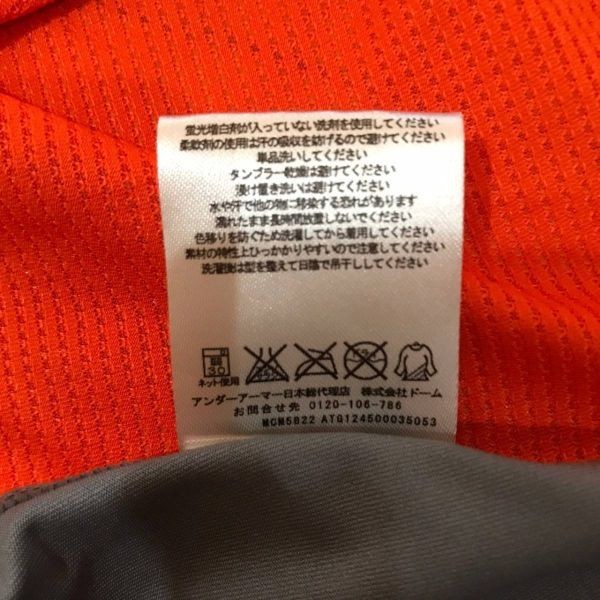 蛍光増白剤が入っていない洗剤を使用してください
柔軟剤の使用は汗の吸収を妨げるので避けてください
単品洗いしてください
タンブラー乾燥は避けてください
浸け置き洗いは避けてください
水や汗で他の物に移染する恐れがあります
濡れたまま長時間放置しないでください
色移りを防ぐため洗濯してから着用してください
素材の特性上ひっかかりやすいので注意してください
洗濯後は型を整えて日陰で吊干ししてください
弱
30
ネット使用
アンダーアーマー日本総代理店 株式会社ドーム
お問合せ先 0120-106-786
MCM5822 ATG124500035053